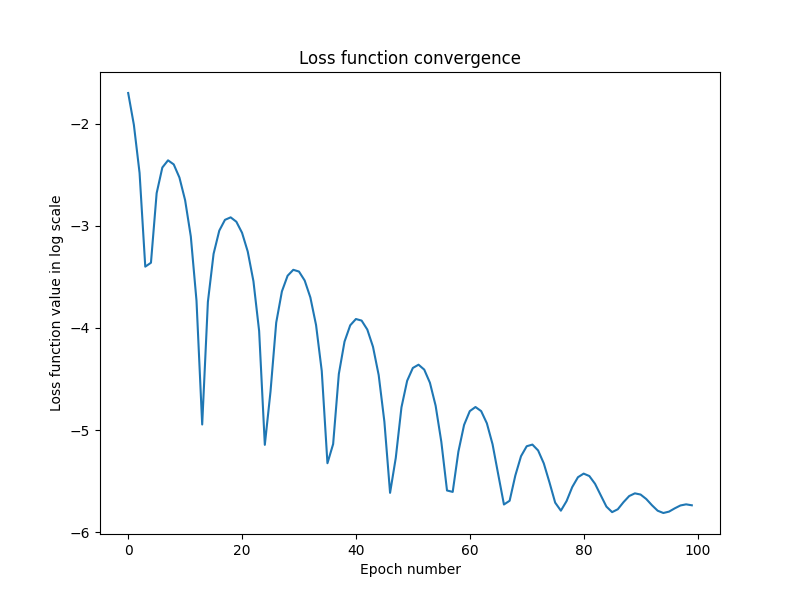 Loss function convergence
Loss function value in log scale
−2
−3
−4
−5
−6
0 20 40 60 80 100
Epoch number